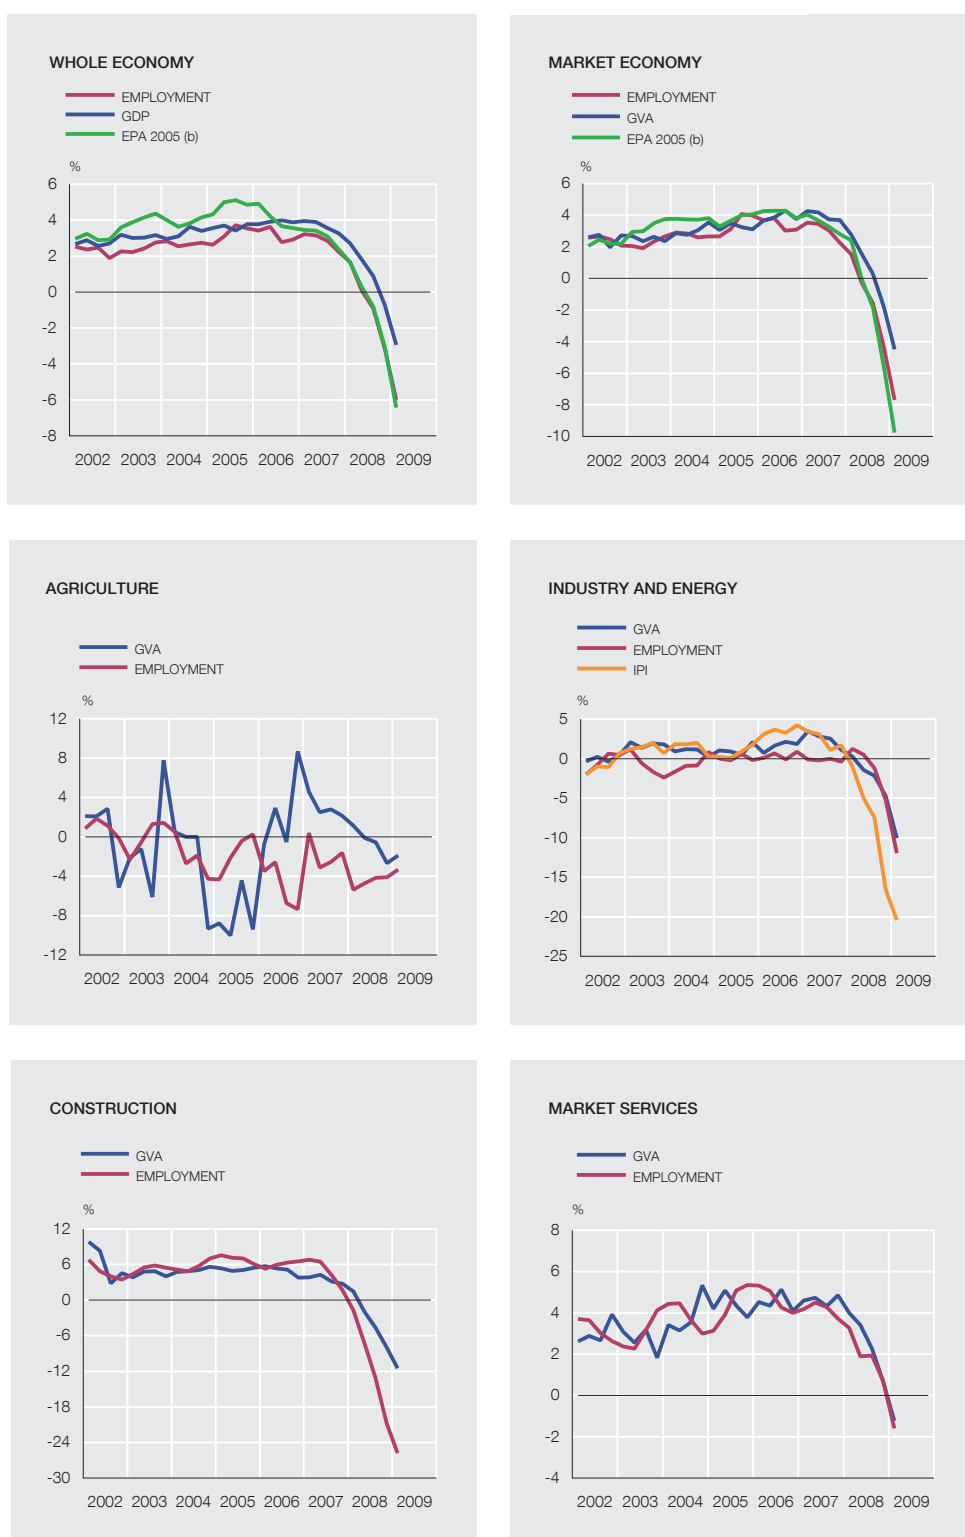 WHOLE ECONOMY
EMPLOYMENT
GDP
EPA 2005 (b)
%
6
4
2
0
-2
-4
-6
-8
2002 2003 2004 2005 2006 2007 2008 2009
MARKET ECONOMY
EMPLOYMENT
GVA
EPA 2005 (b)
%
6
4
2
0
-2
-4
-6
-8
-10
2002 2003 2004 2005 2006 2007 2008 2009
AGRICULTURE
GVA
EMPLOYMENT
%
12
8
4
0
-4
-8
-12
2002 2003 2004 2005 2006 2007 2008 2009
INDUSTRY AND ENERGY
GVA
EMPLOYMENT
IPI
%
5
0
-5
-10
-15
-20
-25
2002 2003 2004 2005 2006 2007 2008 2009
CONSTRUCTION
GVA
EMPLOYMENT
%
12
6
0
-6
-12
-18
-24
-30
2002 2003 2004 2005 2006 2007 2008 2009
MARKET SERVICES
GVA
EMPLOYMENT
%
8
6
4
2
0
-2
-4
2002 2003 2004 2005 2006 2007 2008 2009